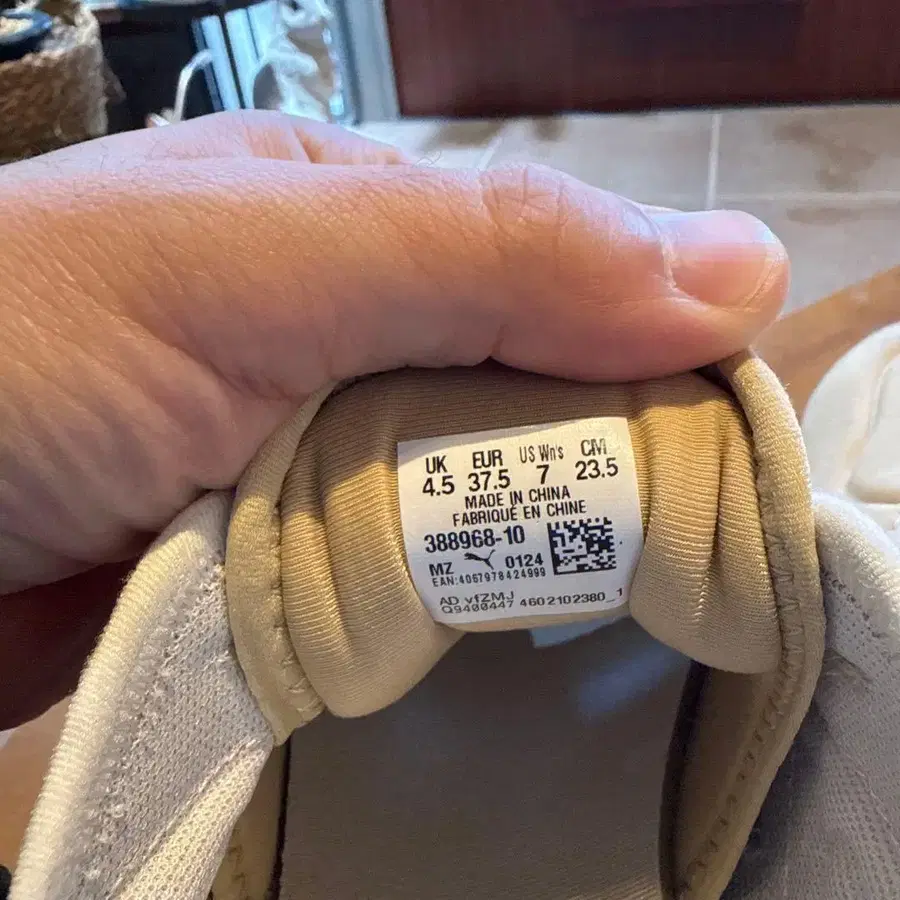 UK EUR US Wn's CM
4.5 37.5 7 23.5
MADE IN CHINA
FABRIQUÉ EN CHINE
388968-10
MZ 0124
EAN:4067978424999
AD vfZMJ
Q9400447 4602102380_1